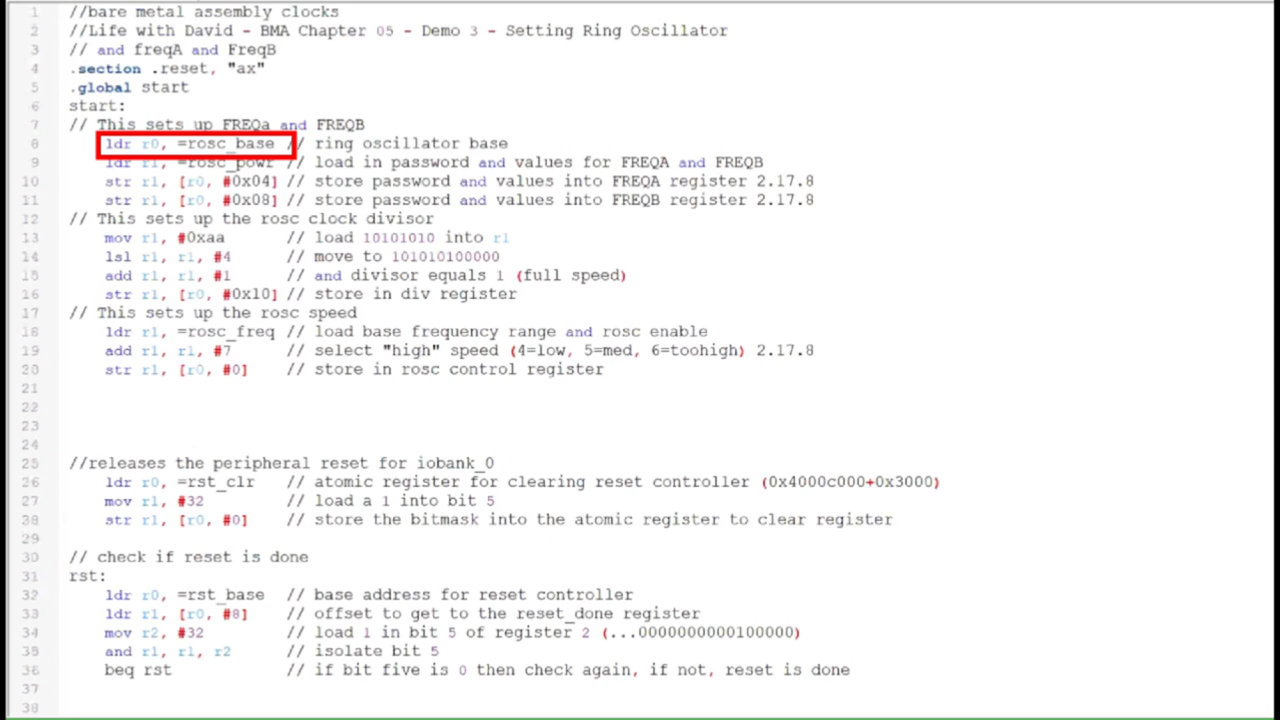 1 //bare metal assembly clocks
2 //Life with David - BMA Chapter 05 - Demo 3 - Setting Ring Oscillator
3 // and freqA and FreqB
4 .section .reset, "ax"
5 .global start
6 start:
7 // This sets up FREQa and FREQB
8 ldr r0, =rosc_base // ring oscillator base
9 ldr r1, =rosc_powr // load in password and values for FREQA and FREQB
10 str r1, [r0, #0x04] // store password and values into FREQA register 2.17.8
11 str r1, [r0, #0x08] // store password and values into FREQB register 2.17.8
12 // This sets up the rosc clock divisor
13 mov r1, #0xaa // load 10101010 into r1
14 lsl r1, r1, #4 // move to 101010100000
15 add r1, r1, #1 // and divisor equals 1 (full speed)
16 str r1, [r0, #0x10] // store in div register
17 // This sets up the rosc speed
18 ldr r1, =rosc_freq // load base frequency range and rosc enable
19 add r1, r1, #7 // select "high" speed (4=low, 5=med, 6=toohigh) 2.17.8
20 str r1, [r0, #0] // store in rosc control register
21
22
23
24
25 //releases the peripheral reset for iobank_0
26 ldr r0, =rst_clr // atomic register for clearing reset controller (0x4000c000+0x3000)
27 mov r1, #32 // load a 1 into bit 5
28 str r1, [r0, #0] // store the bitmask into the atomic register to clear register
29
30 // check if reset is done
31 rst:
32 ldr r0, =rst_base // base address for reset controller
33 ldr r1, [r0, #8] // offset to get to the reset_done register
34 mov r2, #32 // load 1 in bit 5 of register 2 (...0000000000100000)
35 and r1, r1, r2 // isolate bit 5
36 beq rst // if bit five is 0 then check again, if not, reset is done
37
38